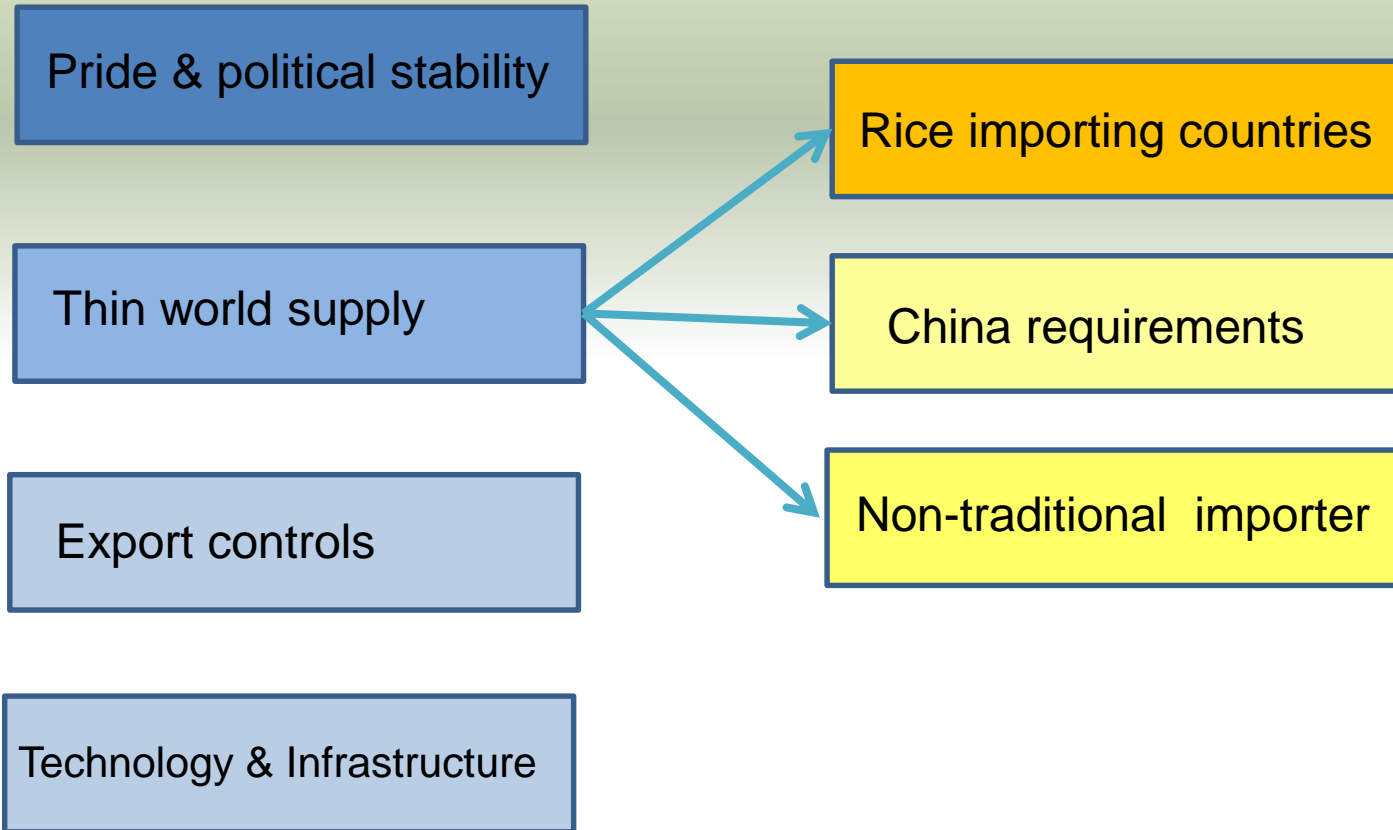 Pride & political stability
Thin world supply
Export controls
Technology & Infrastructure
Rice importing countries
China requirements
Non-traditional importer